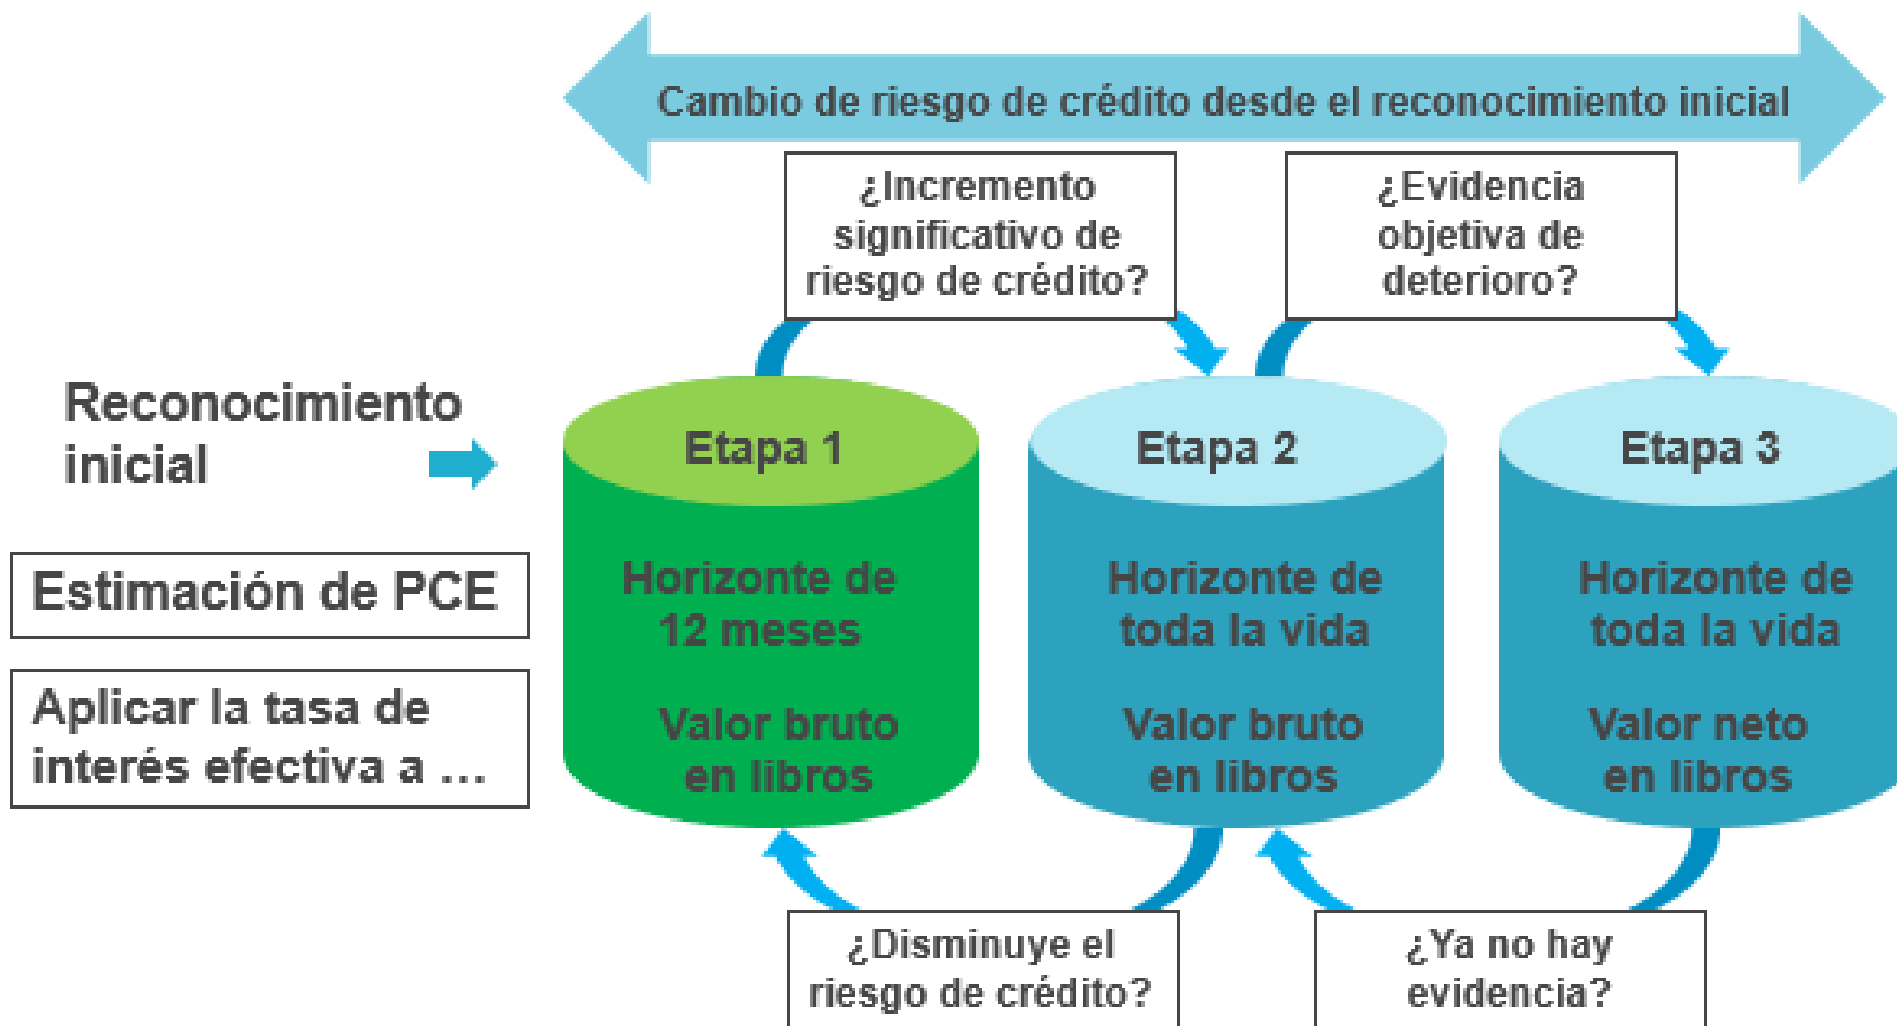 Cambio de riesgo de crédito desde el reconocimiento inicial
¿Incremento
significativo de
riesgo de crédito?
¿Evidencia
objetiva de
deterioro?
Reconocimiento
inicial
Etapa 1
Etapa 2
Etapa 3
Estimación de PCE
Horizonte de
12 meses
Horizonte de
toda la vida
Horizonte de
toda la vida
Aplicar la tasa de
interés efectiva a ...
Valor bruto
en libros
Valor bruto
en libros
Valor neto
en libros
¿Disminuye el
riesgo de crédito?
¿Ya no hay
evidencia?